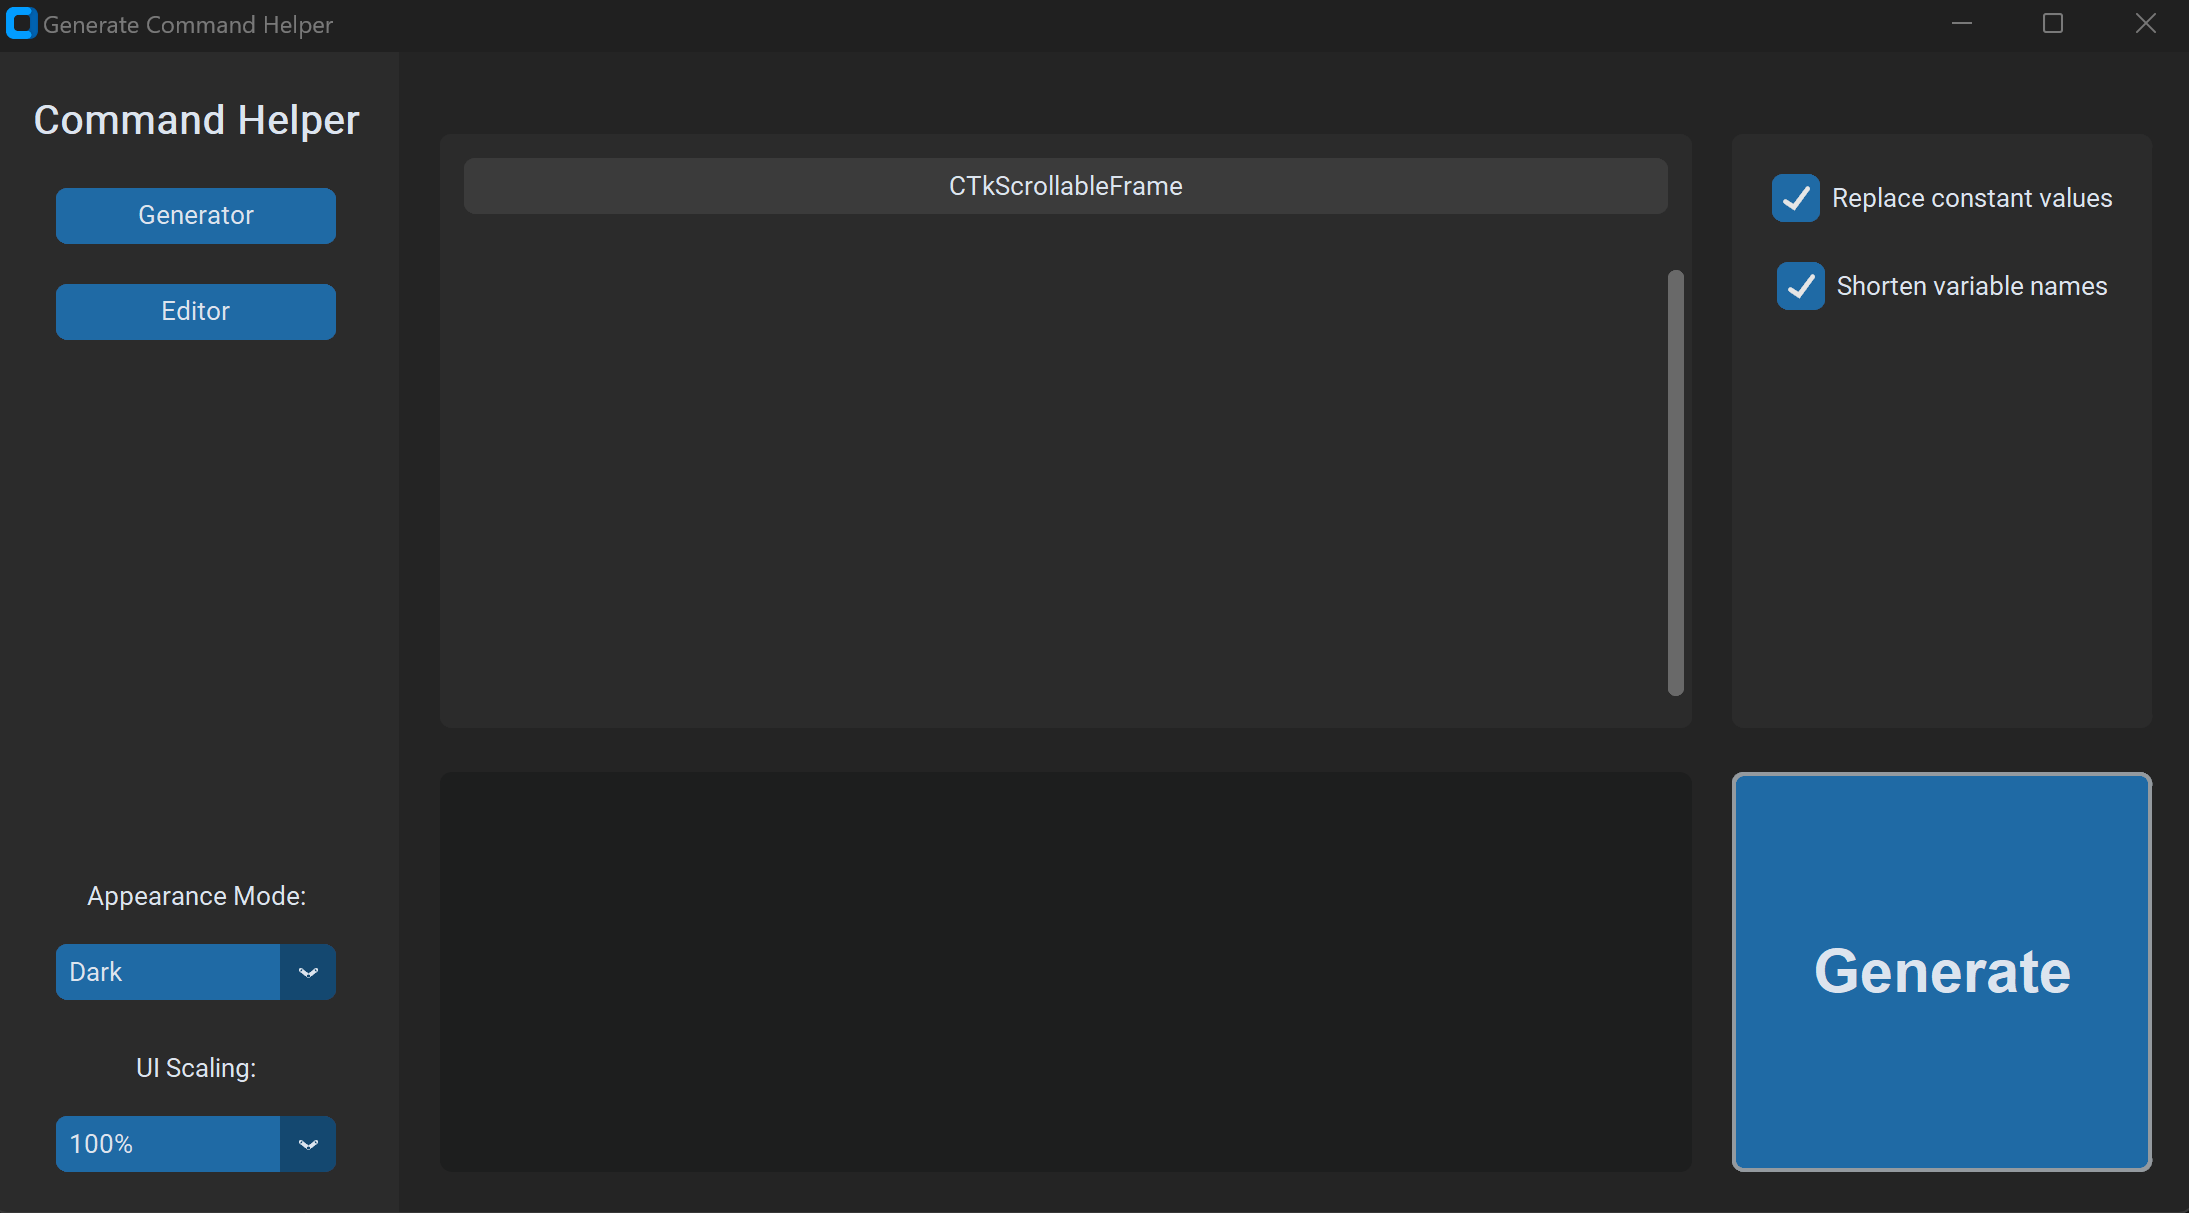 Generate Command Helper
Command Helper
Generator
Editor
Appearance Mode:
Dark
UI Scaling:
100%
CTkScrollableFrame
Replace constant values
Shorten variable names
Generate